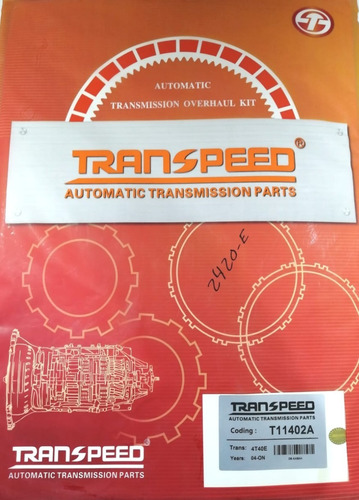 AUTOMATIC
TRANSMISSION OVERHAUL KIT
TRANSPEED®
AUTOMATIC TRANSMISSION PARTS
2420-E
TRANSPEED
AUTOMATIC TRANSMISSION PARTS
TRANSPEED
AUTOMATIC TRANSMISSION PARTS
Coding : T11402A
Trans: 4T40E
Years: 04-ON